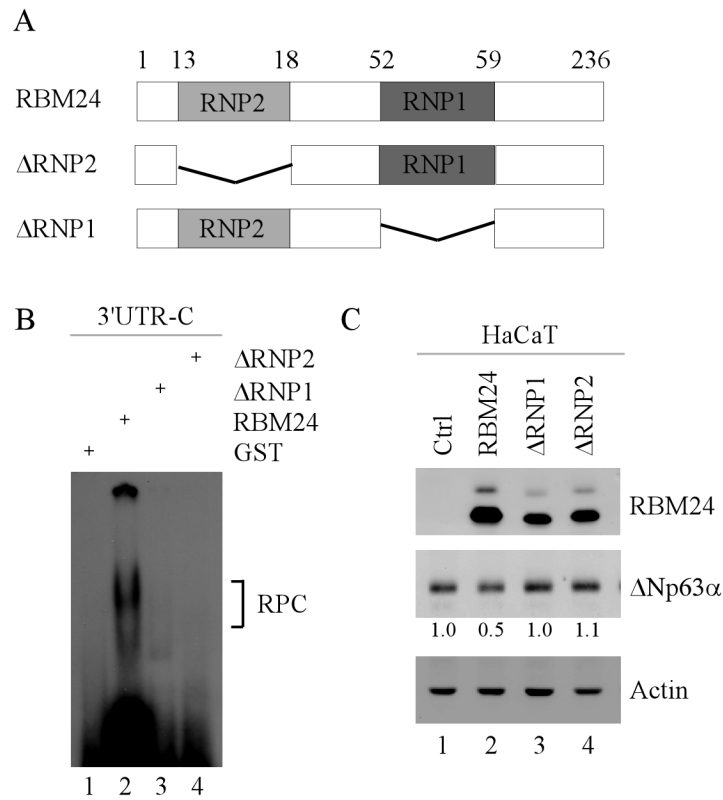 A
1 13 18 52 59 236
RBM24 RNP2 RNP1
ΔRNP2 RNP1
ΔRNP1 RNP2
B
3'UTR-C
+ ΔRNP2
+ ΔRNP1
+ RBM24
+ GST
RPC
1 2 3 4
C
HaCaT
Ctrl RBM24 ΔRNP1 ΔRNP2
RBM24
ΔNp63α
1.0 0.5 1.0 1.1
Actin
1 2 3 4